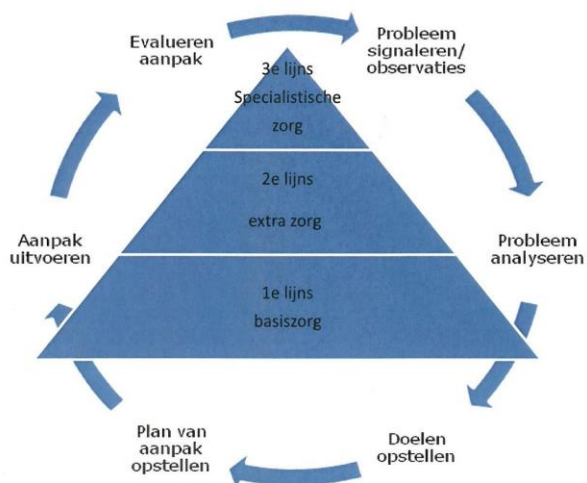 Evalueren
aanpak
Probleem
signaleren/
observaties
3e lijns
Specialistische
zorg
2e lijns
extra zorg
Aanpak
uitvoeren
Probleem
analyseren
1e lijns
basiszorg
Plan van
aanpak
opstellen
Doelen
opstellen